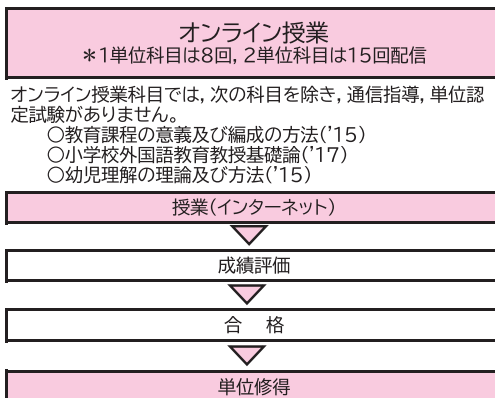 オンライン授業
＊1単位科目は8回，2単位科目は15回配信
オンライン授業科目では，次の科目を除き，通信指導，単位認
定試験がありません。
○教育課程の意義及び編成の方法（’15）
○小学校外国語教育教授基礎論（’17）
○幼児理解の理論及び方法（’15）
授業（インターネット）
成績評価
合　格
単位修得